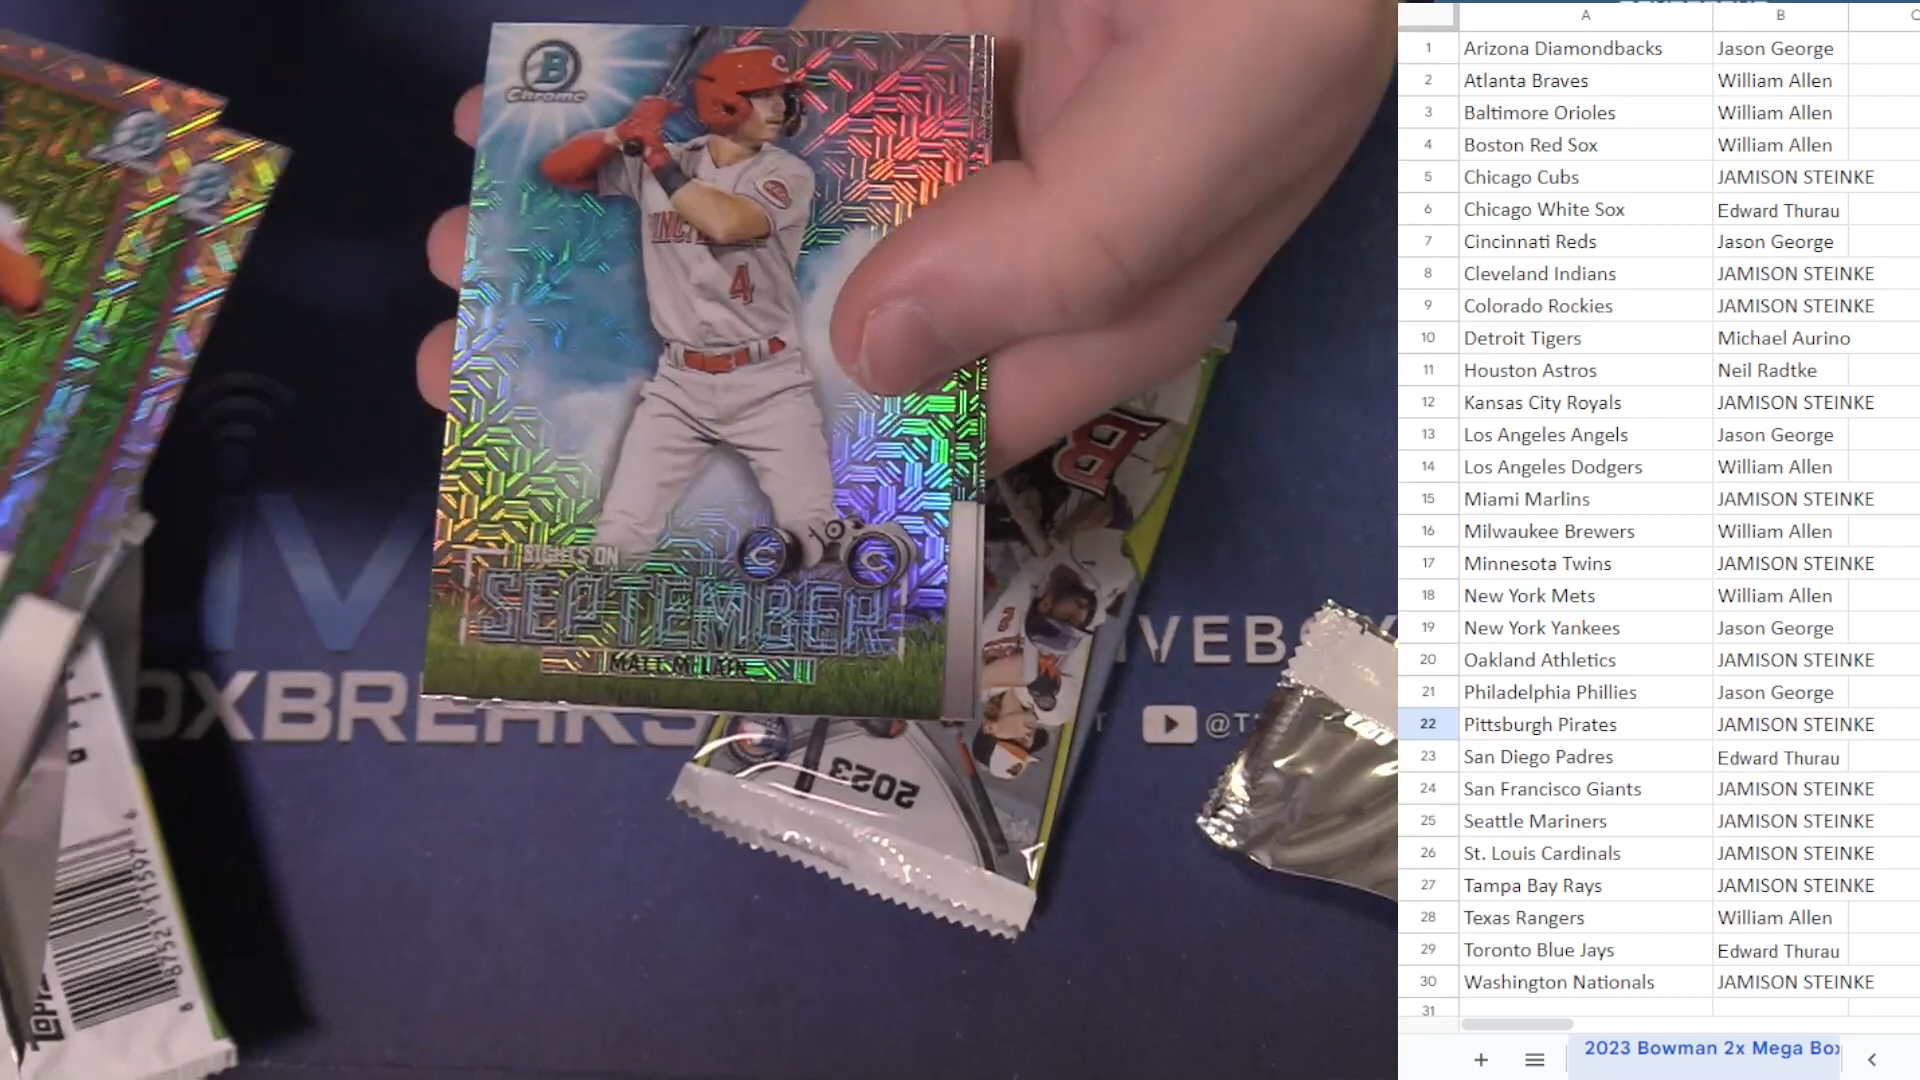 B
Chrome
C
4
SIGHTS ON
SEPTEMBER
MATT McLAIN
2023
B
OXBREAKS
IVEB
@T
A B C
1 Arizona Diamondbacks Jason George
2 Atlanta Braves William Allen
3 Baltimore Orioles William Allen
4 Boston Red Sox William Allen
5 Chicago Cubs JAMISON STEINKE
6 Chicago White Sox Edward Thurau
7 Cincinnati Reds Jason George
8 Cleveland Indians JAMISON STEINKE
9 Colorado Rockies JAMISON STEINKE
10 Detroit Tigers Michael Aurino
11 Houston Astros Neil Radtke
12 Kansas City Royals JAMISON STEINKE
13 Los Angeles Angels Jason George
14 Los Angeles Dodgers William Allen
15 Miami Marlins JAMISON STEINKE
16 Milwaukee Brewers William Allen
17 Minnesota Twins JAMISON STEINKE
18 New York Mets William Allen
19 New York Yankees Jason George
20 Oakland Athletics JAMISON STEINKE
21 Philadelphia Phillies Jason George
22 Pittsburgh Pirates JAMISON STEINKE
23 San Diego Padres Edward Thurau
24 San Francisco Giants JAMISON STEINKE
25 Seattle Mariners JAMISON STEINKE
26 St. Louis Cardinals JAMISON STEINKE
27 Tampa Bay Rays JAMISON STEINKE
28 Texas Rangers William Allen
29 Toronto Blue Jays Edward Thurau
30 Washington Nationals JAMISON STEINKE
31
2023 Bowman 2x Mega Box